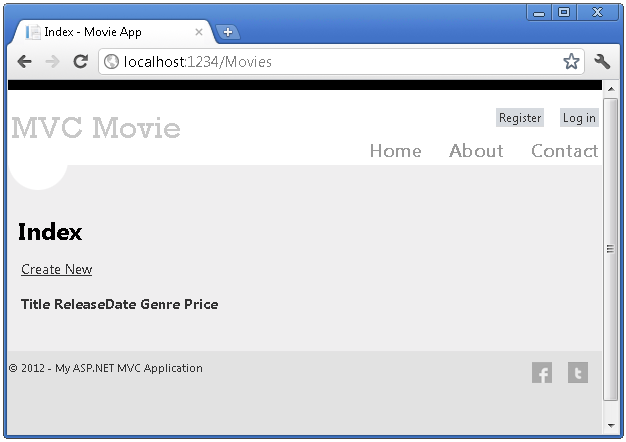 Index - Movie App
localhost:1234/Movies
MVC Movie
Register Log in
Home About Contact
Index
Create New
Title ReleaseDate Genre Price
© 2012 - My ASP.NET MVC Application